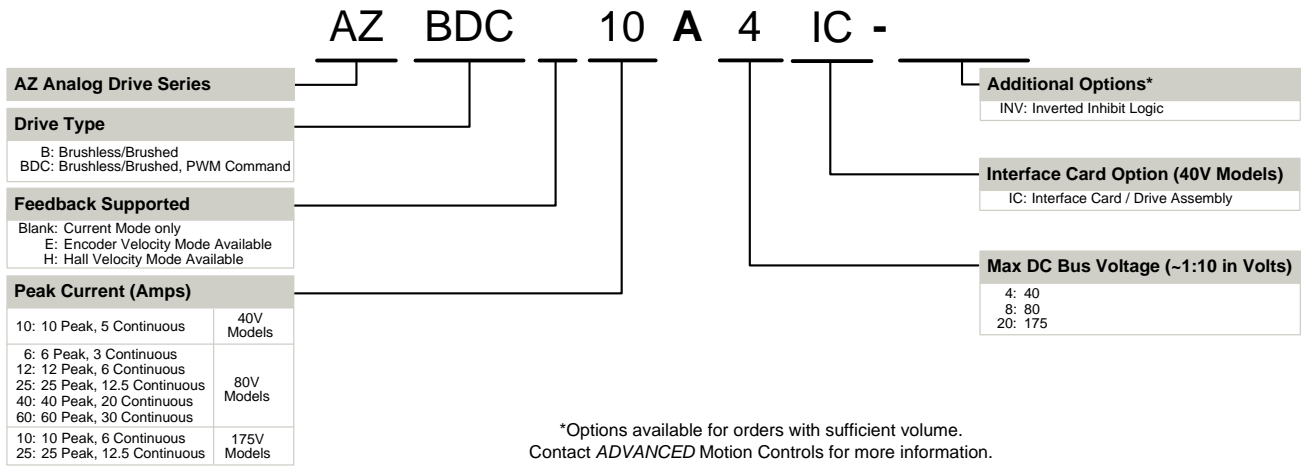 AZ BDC 10 A 4 IC -
AZ Analog Drive Series
Drive Type
B: Brushless/Brushed
BDC: Brushless/Brushed, PWM Command
Feedback Supported
Blank: Current Mode only
E: Encoder Velocity Mode Available
H: Hall Velocity Mode Available
Peak Current (Amps)
10: 10 Peak, 5 Continuous
40V
Models
6: 6 Peak, 3 Continuous
12: 12 Peak, 6 Continuous
25: 25 Peak, 12.5 Continuous
40: 40 Peak, 20 Continuous
60: 60 Peak, 30 Continuous
80V
Models
10: 10 Peak, 6 Continuous
25: 25 Peak, 12.5 Continuous
175V
Models
Additional Options*
INV: Inverted Inhibit Logic
Interface Card Option (40V Models)
IC: Interface Card / Drive Assembly
Max DC Bus Voltage (~1:10 in Volts)
4: 40
8: 80
20: 175
*Options available for orders with sufficient volume.
Contact ADVANCED Motion Controls for more information.